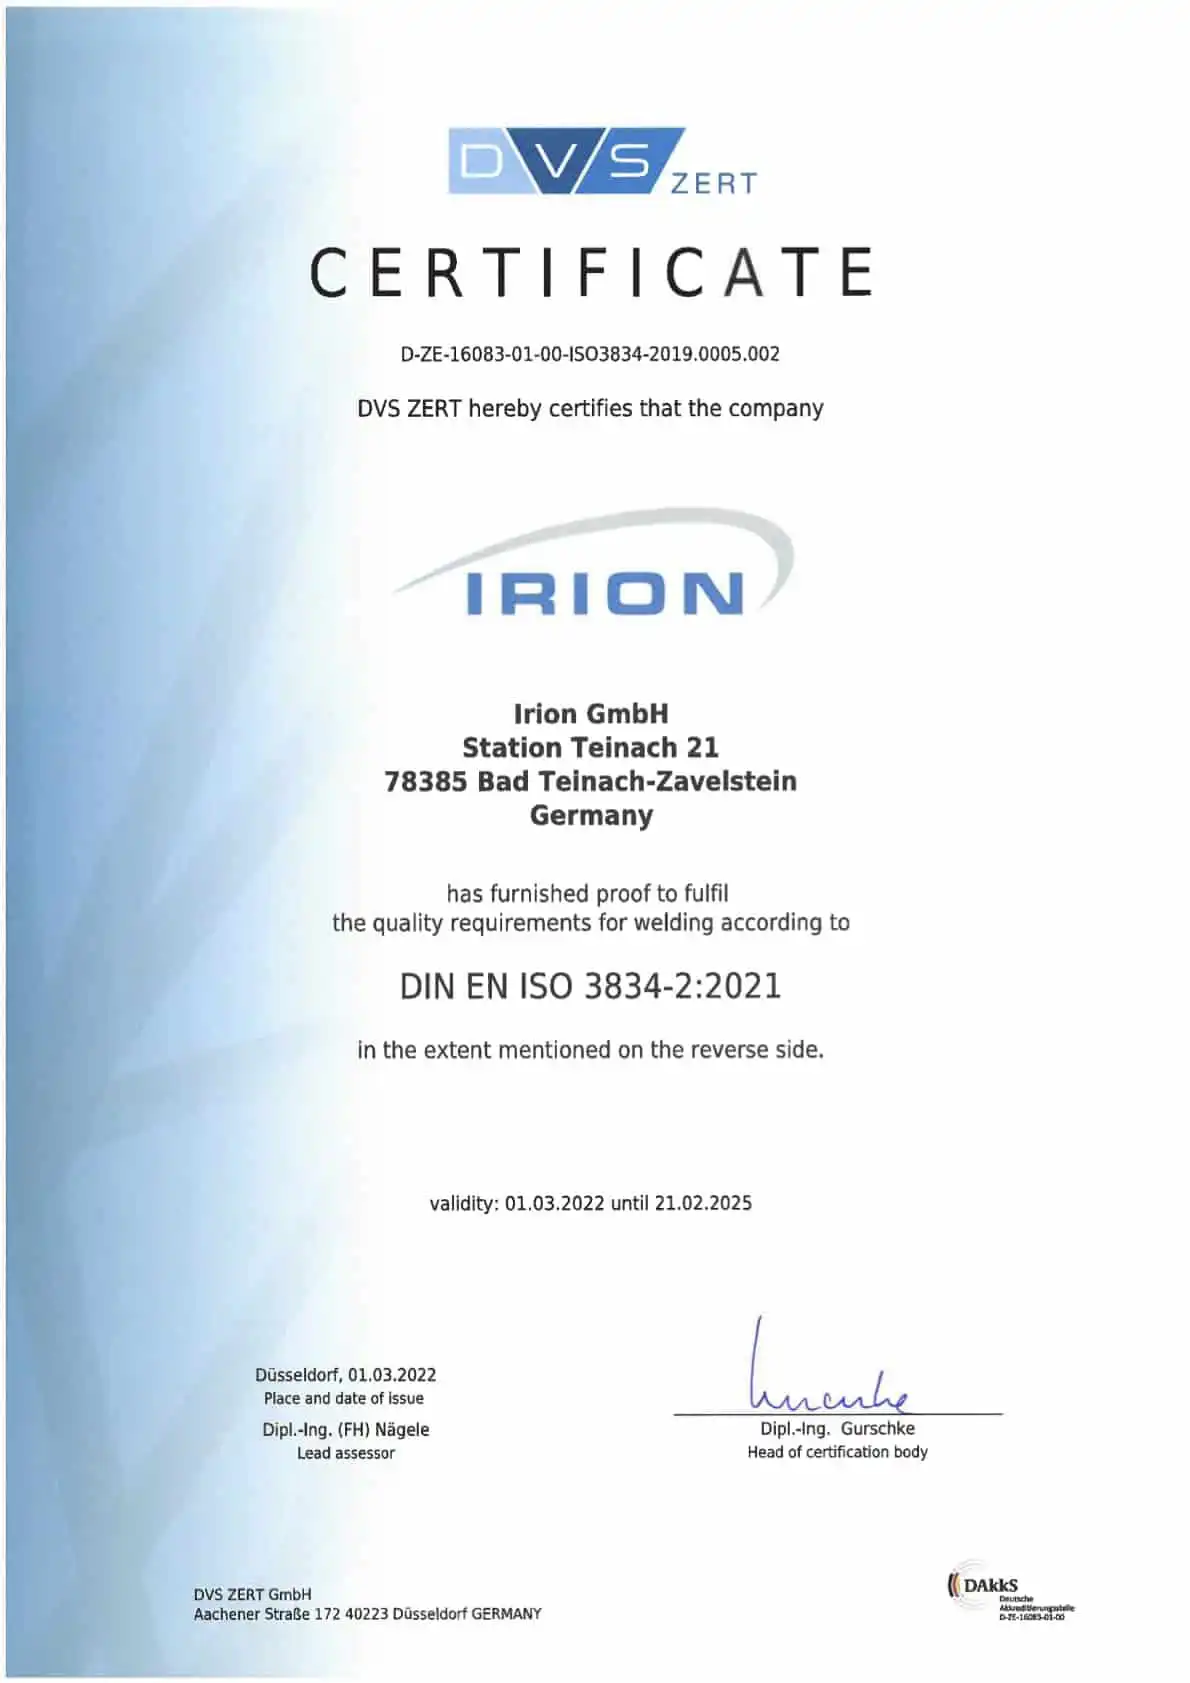 DVS ZERT
CERTIFICATE
D-ZE-16083-01-00-ISO3834-2019.0005.002
DVS ZERT hereby certifies that the company
IRION
Irion GmbH
Station Teinach 21
78385 Bad Teinach-Zavelstein
Germany
has furnished proof to fulfil
the quality requirements for welding according to
DIN EN ISO 3834-2:2021
in the extent mentioned on the reverse side.
validity: 01.03.2022 until 21.02.2025
Düsseldorf, 01.03.2022
Place and date of issue
Dipl.-Ing. (FH) Nägele
Lead assessor
Dipl.-Ing. Gurschke
Head of certification body
DVS ZERT GmbH
Aachener Straße 172 40223 Düsseldorf GERMANY
DAkkS
Deutsche
Akkreditierungsstelle
D-ZE-16083-01-00